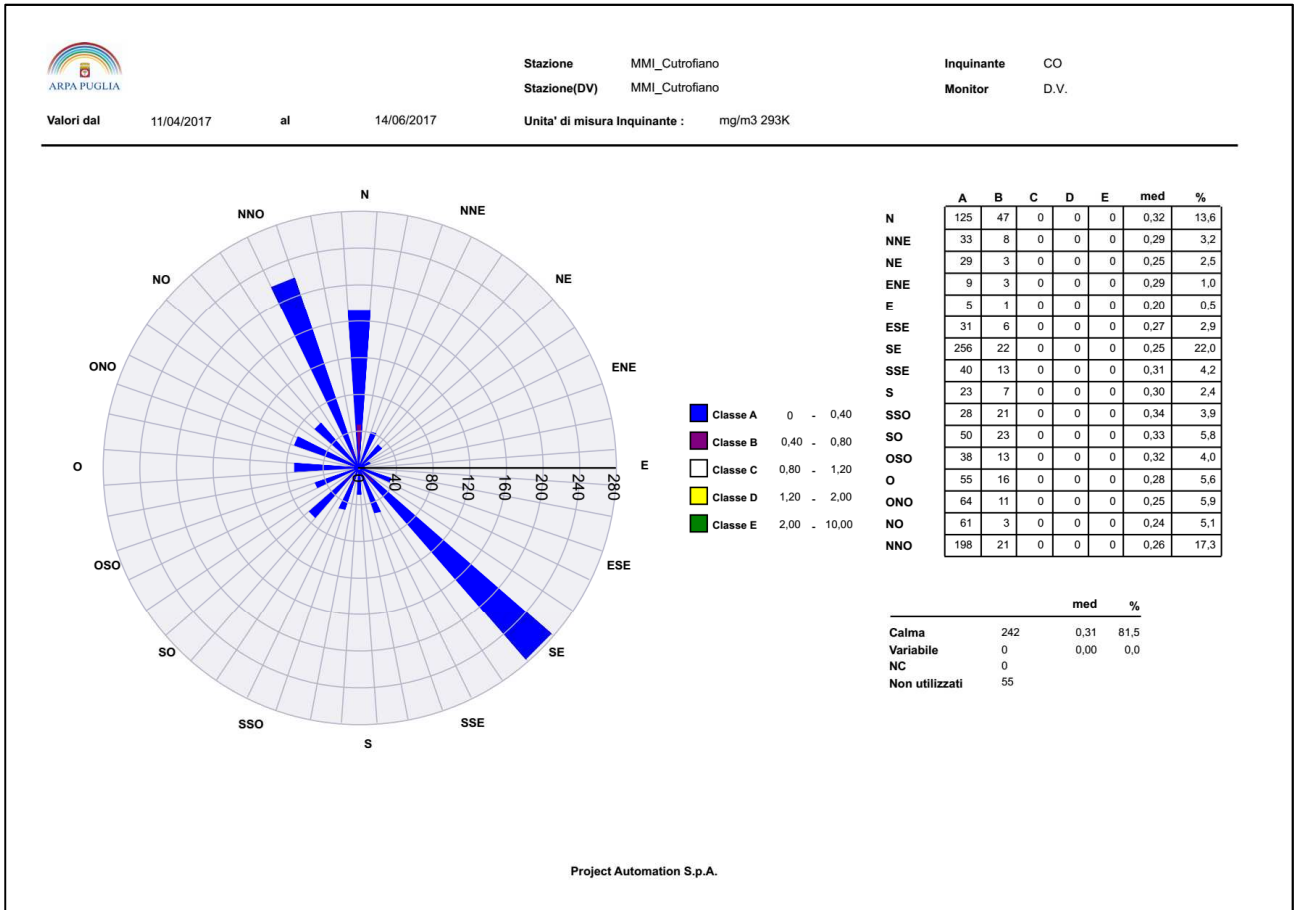 Stazione MMI_Cutrofiano Inquinante CO
ARPA PUGLIA
Stazione(DV) MMI_Cutrofiano Monitor D.V.
Valori dal 11/04/2017 al 14/06/2017 Unita' di misura Inquinante : mg/m3 293K
N
NNE
NE
ENE
E
ESE
SE
SSE
S
SSO
SO
OSO
O
ONO
NO
NNO
0 40 80 120 160 200 240 280
Classe A 0 - 0,40
Classe B 0,40 - 0,80
Classe C 0,80 - 1,20
Classe D 1,20 - 2,00
Classe E 2,00 - 10,00
A B C D E med %
N 125 47 0 0 0 0,32 13,6
NNE 33 8 0 0 0 0,29 3,2
NE 29 3 0 0 0 0,25 2,5
ENE 9 3 0 0 0 0,29 1,0
E 5 1 0 0 0 0,20 0,5
ESE 31 6 0 0 0 0,27 2,9
SE 256 22 0 0 0 0,25 22,0
SSE 40 13 0 0 0 0,31 4,2
S 23 7 0 0 0 0,30 2,4
SSO 28 21 0 0 0 0,34 3,9
SO 50 23 0 0 0 0,33 5,8
OSO 38 13 0 0 0 0,32 4,0
O 55 16 0 0 0 0,28 5,6
ONO 64 11 0 0 0 0,25 5,9
NO 61 3 0 0 0 0,24 5,1
NNO 198 21 0 0 0 0,26 17,3
med %
Calma 242 0,31 81,5
Variabile 0 0,00 0,0
NC 0
Non utilizzati 55
Project Automation S.p.A.